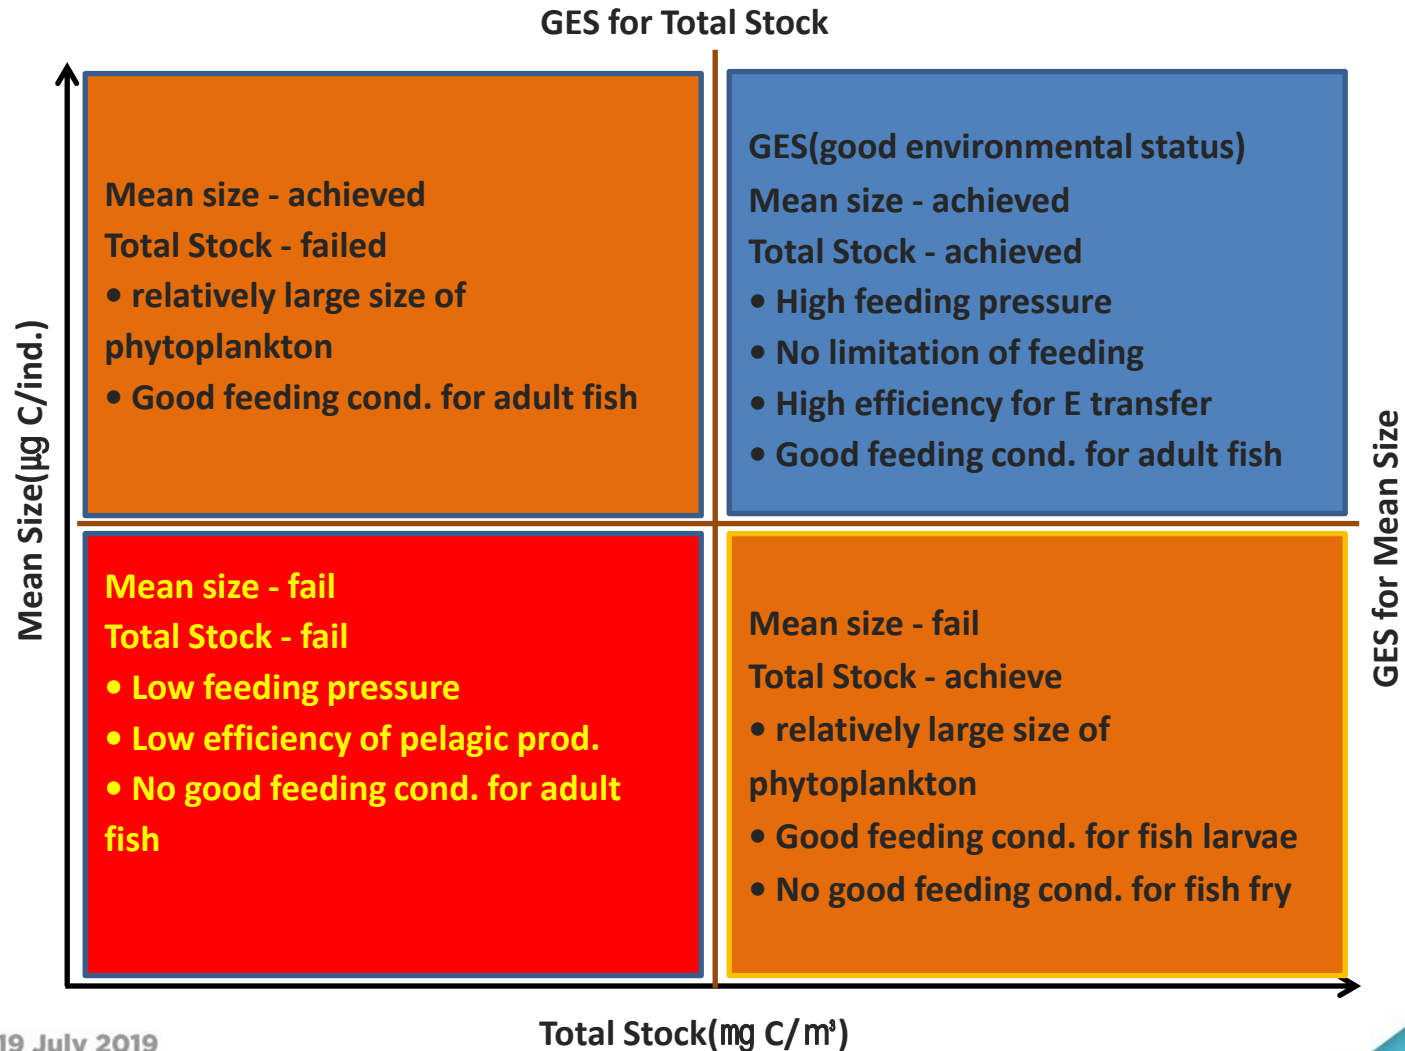 GES for Total Stock
Mean size - achieved
Total Stock - failed
• relatively large size of
phytoplankton
• Good feeding cond. for adult fish
GES(good environmental status)
Mean size - achieved
Total Stock - achieved
• High feeding pressure
• No limitation of feeding
• High efficiency for E transfer
• Good feeding cond. for adult fish
Mean Size(μg C/ind.)
GES for Mean Size
Mean size - fail
Total Stock - fail
• Low feeding pressure
• Low efficiency of pelagic prod.
• No good feeding cond. for adult
fish
Mean size - fail
Total Stock - achieve
• relatively large size of
phytoplankton
• Good feeding cond. for fish larvae
• No good feeding cond. for fish fry
Total Stock(mg C/m³)
19 July 2019